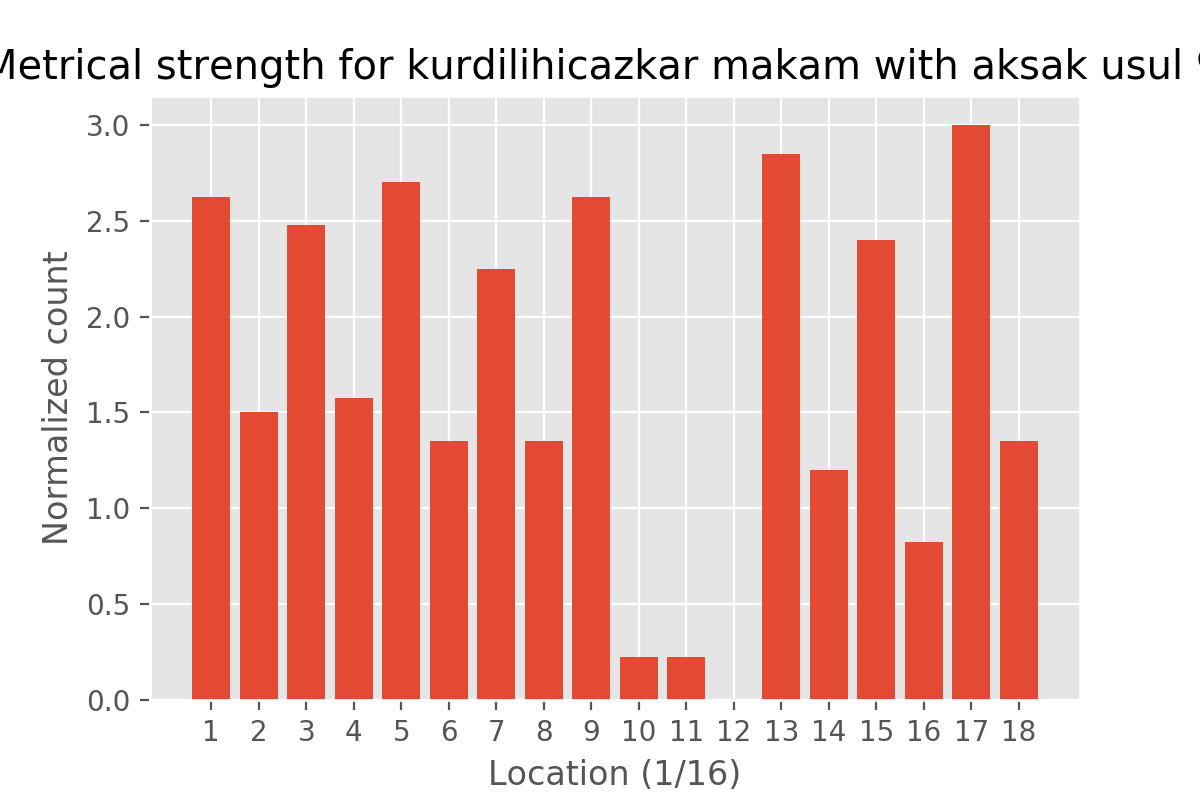 Metrical strength for kurdilihicazkar makam with aksak usul
3.0
2.5
2.0
1.5
1.0
0.5
0.0
Normalized count
1 2 3 4 5 6 7 8 9 10 11 12 13 14 15 16 17 18
Location (1/16)